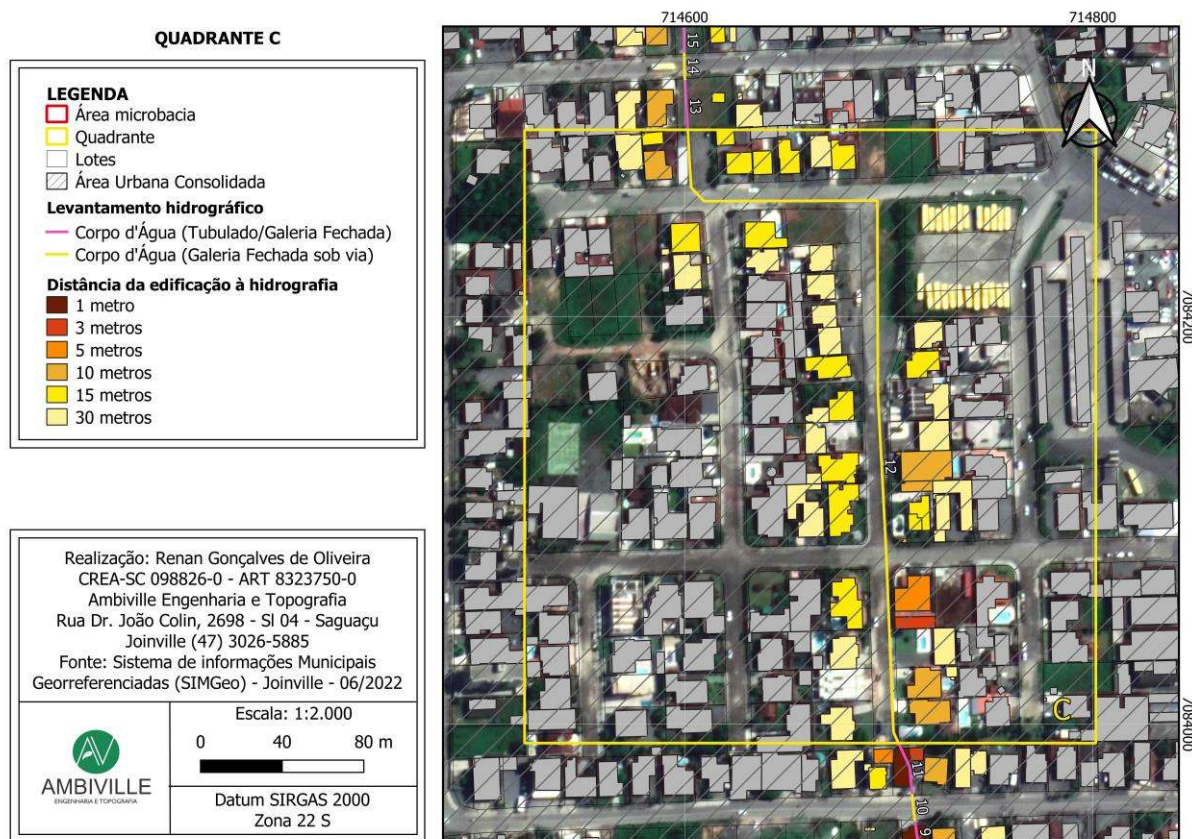 QUADRANTE C
LEGENDA
Área microbacia
Quadrante
Lotes
Área Urbana Consolidada
Levantamento hidrográfico
Corpo d'Água (Tubulado/Galeria Fechada)
Corpo d'Água (Galeria Fechada sob via)
Distância da edificação à hidrografia
1 metro
3 metros
5 metros
10 metros
15 metros
30 metros
Realização: Renan Gonçalves de Oliveira
CREA-SC 098826-0 - ART 8323750-0
Ambiville Engenharia e Topografia
Rua Dr. João Colin, 2698 - Sl 04 - Saguaçu
Joinville (47) 3026-5885
Fonte: Sistema de informações Municipais
Georreferenciadas (SIMGeo) - Joinville - 06/2022
AV
AMBIVILLE
ENGENHARIA E TOPOGRAFIA
Escala: 1:2.000
0 40 80 m
Datum SIRGAS 2000
Zona 22 S
714600 714800
15
14
13
N
7084200
12
C
7084000
11
10
9